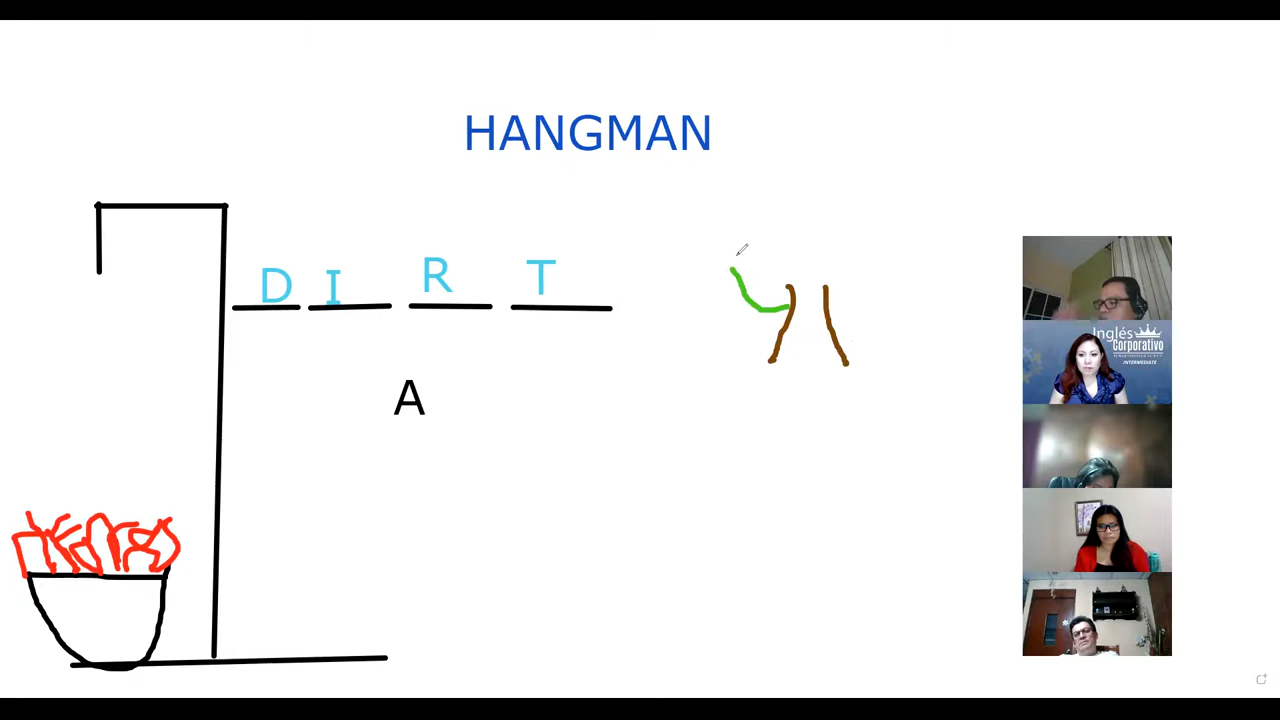 HANGMAN
D I R T
A
Inglés
Corporativo
INTERMEDIATE